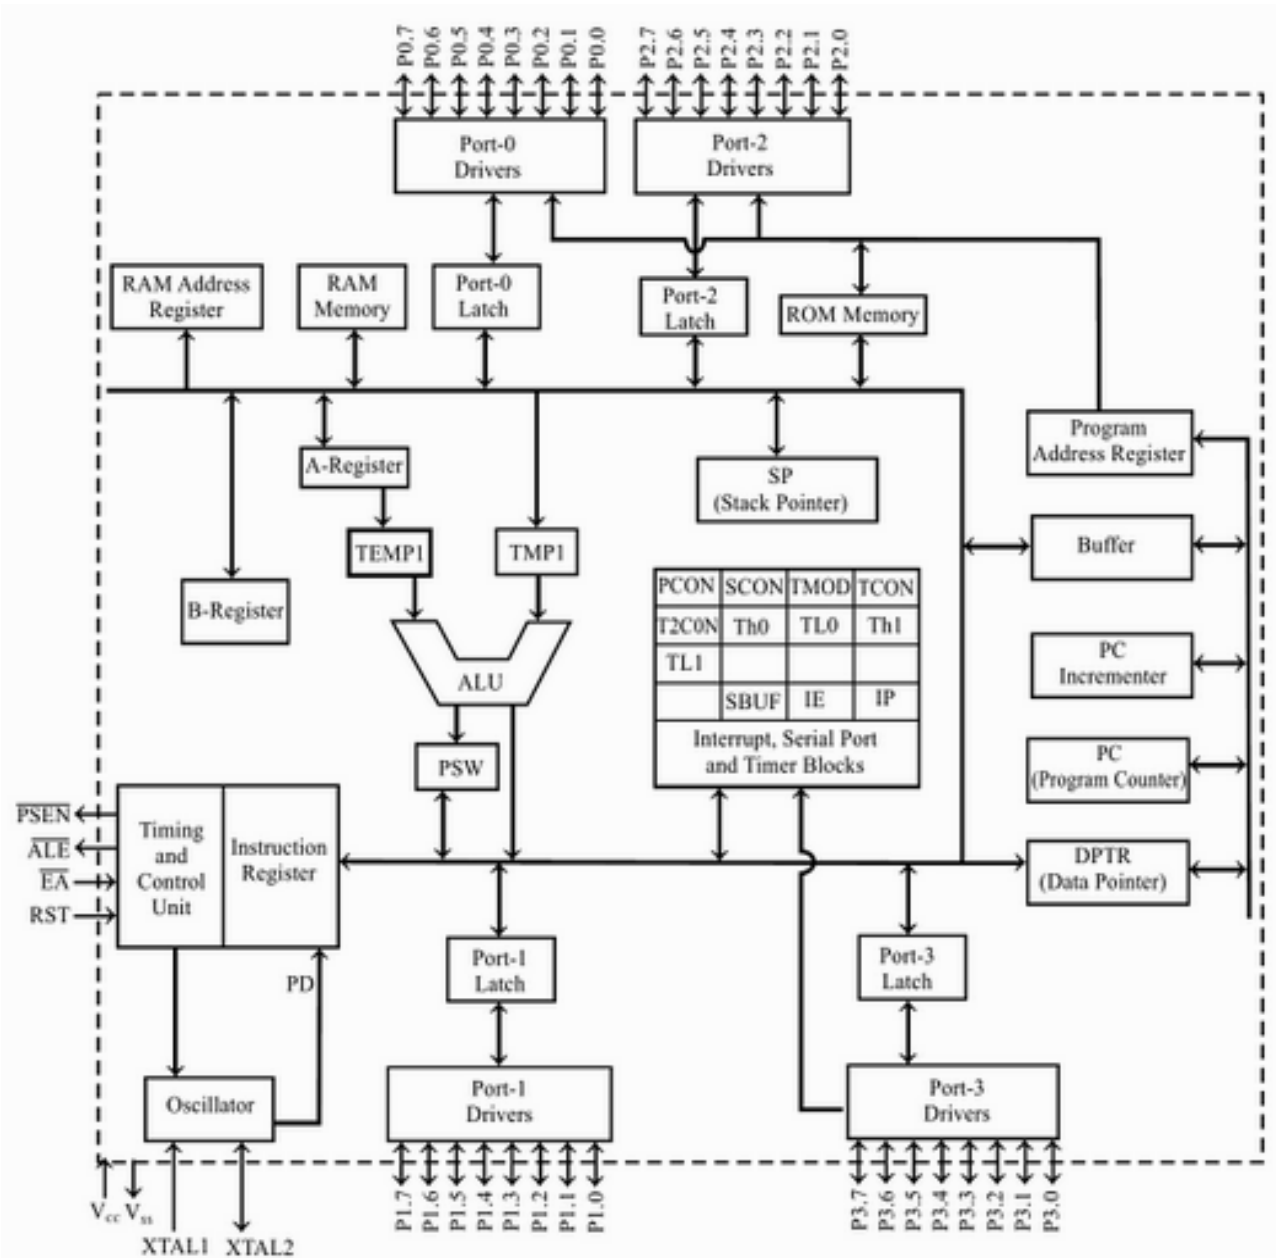 P0.7 P0.6 P0.5 P0.4 P0.3 P0.2 P0.1 P0.0
P2.7 P2.6 P2.5 P2.4 P2.3 P2.2 P2.1 P2.0
Port-0
Drivers
Port-2
Drivers
RAM Address
Register
RAM
Memory
Port-0
Latch
Port-2
Latch
ROM Memory
Program
Address Register
A-Register
SP
(Stack Pointer)
TEMP1
TMP1
Buffer
B-Register
PCON SCON TMOD TCON
T2C0N Th0 TL0 Th1
TL1
SBUF IE IP
Interrupt, Serial Port
and Timer Blocks
ALU
PC
Incrementer
PSW
PC
(Program Counter)
PSEN
ALE
EA
RST
Timing
and
Control
Unit
Instruction
Register
DPTR
(Data Pointer)
PD
Port-1
Latch
Port-3
Latch
Oscillator
Port-1
Drivers
Port-3
Drivers
Vcc Vss
XTAL1 XTAL2
P1.7 P1.6 P1.5 P1.4 P1.3 P1.2 P1.1 P1.0
P3.7 P3.6 P3.5 P3.4 P3.3 P3.2 P3.1 P3.0